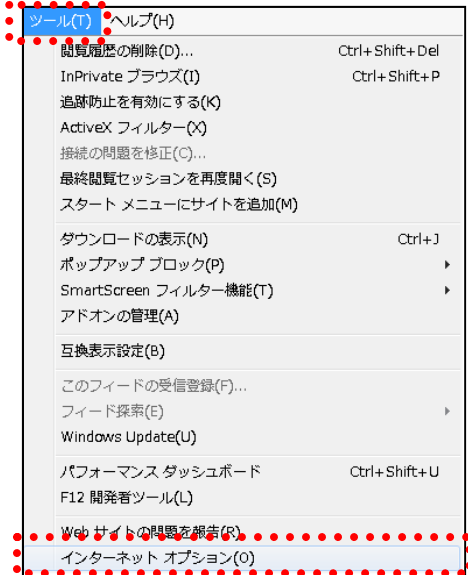 ツール(T) ヘルプ(H)
閲覧履歴の削除(D)... Ctrl+Shift+Del
InPrivate ブラウズ(I) Ctrl+Shift+P
追跡防止を有効にする(K)
ActiveX フィルター(X)
接続の問題を修正(C)...
最終閲覧セッションを再度開く(S)
スタート メニューにサイトを追加(M)
ダウンロードの表示(N) Ctrl+J
ポップアップ ブロック(P)
SmartScreen フィルター機能(T)
アドオンの管理(A)
互換表示設定(B)
このフィードの受信登録(F)...
フィード探索(E)
Windows Update(U)
パフォーマンス ダッシュボード Ctrl+Shift+U
F12 開発者ツール(L)
Web サイトの問題を報告(R)
インターネット オプション(O)